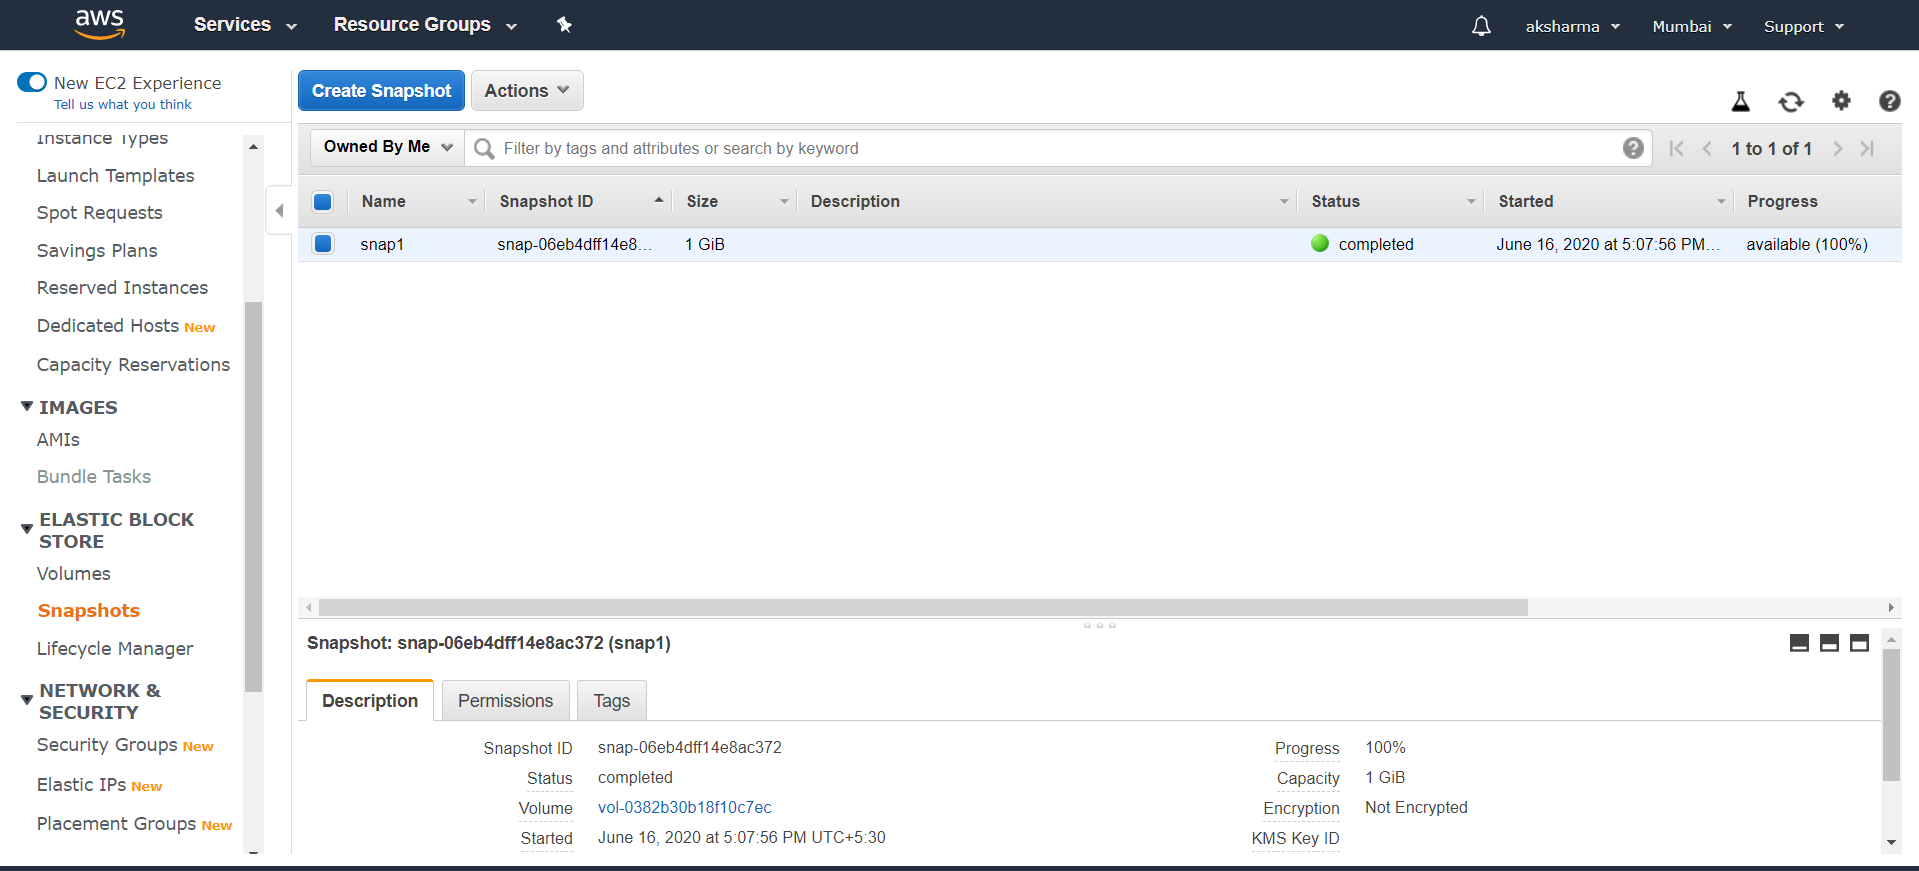 aws
Services
Resource Groups
aksharma
Mumbai
Support
New EC2 Experience
Tell us what you think
Instance Types
Launch Templates
Spot Requests
Savings Plans
Reserved Instances
Dedicated Hosts New
Capacity Reservations
IMAGES
AMIs
Bundle Tasks
ELASTIC BLOCK
STORE
Volumes
Snapshots
Lifecycle Manager
NETWORK &
SECURITY
Security Groups New
Elastic IPs New
Placement Groups New
Create Snapshot
Actions
Owned By Me
Filter by tags and attributes or search by keyword
1 to 1 of 1
Name Snapshot ID Size Description Status Started Progress
snap1 snap-06eb4dff14e8... 1 GiB completed June 16, 2020 at 5:07:56 PM... available (100%)
Snapshot: snap-06eb4dff14e8ac372 (snap1)
Description Permissions Tags
Snapshot ID snap-06eb4dff14e8ac372
Status completed
Volume vol-0382b30b18f10c7ec
Started June 16, 2020 at 5:07:56 PM UTC+5:30
Progress 100%
Capacity 1 GiB
Encryption Not Encrypted
KMS Key ID